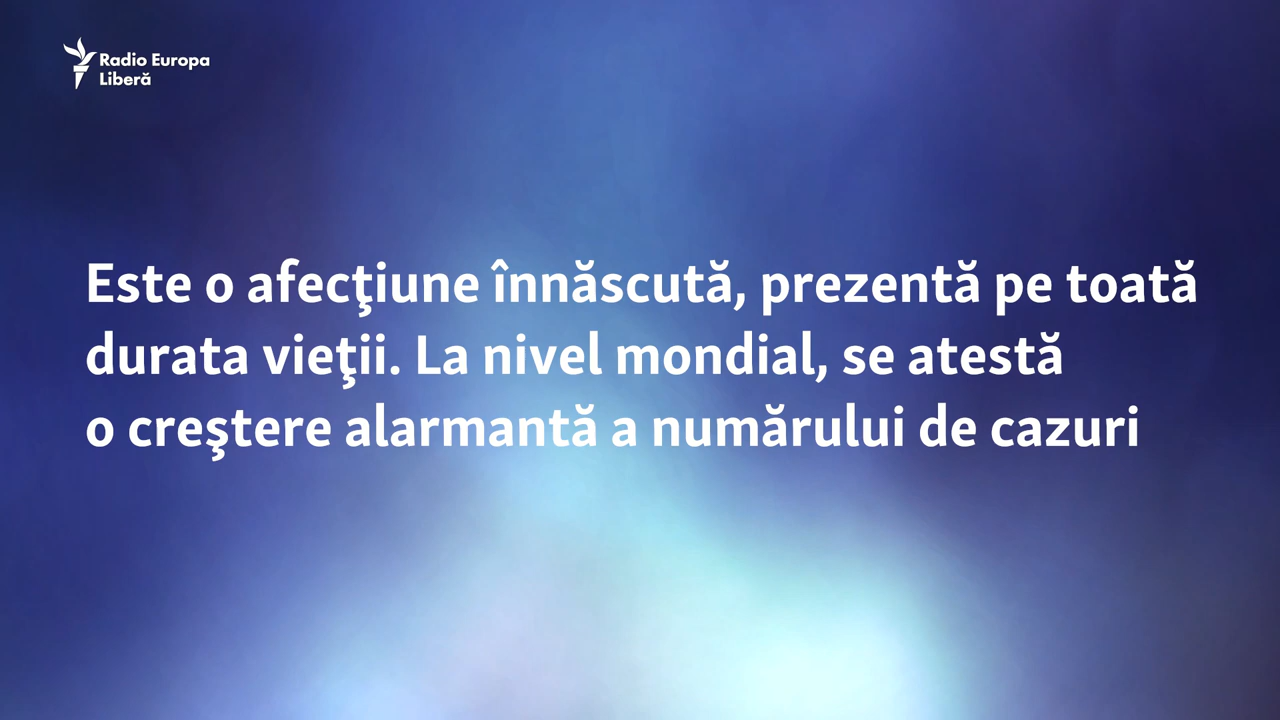 Radio Europa
Liberă
Este o afecţiune înnăscută, prezentă pe toată
durata vieţii. La nivel mondial, se atestă
o creştere alarmantă a numărului de cazuri